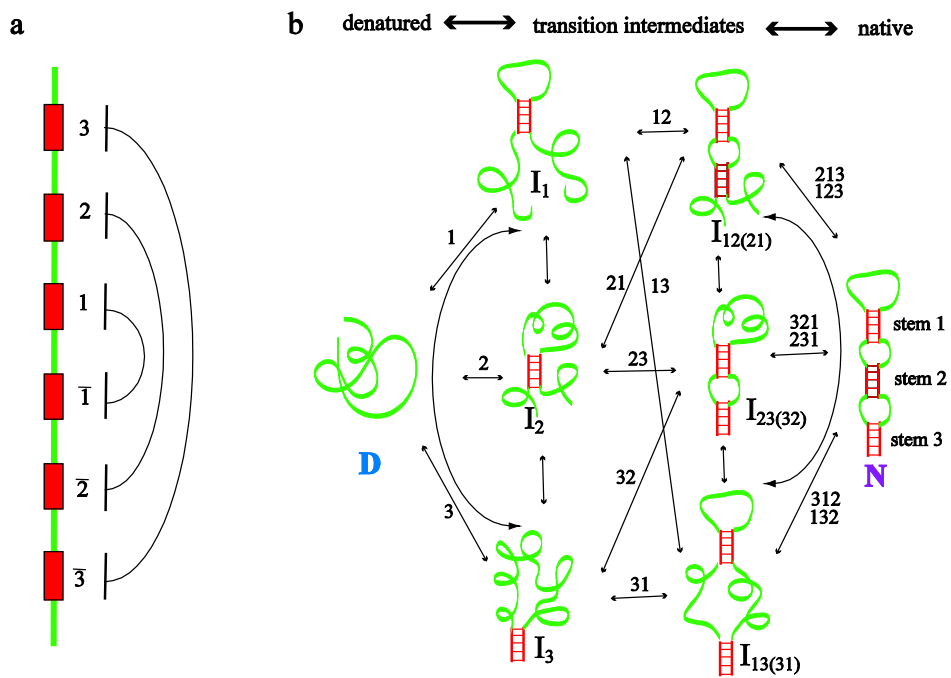 a
3
2
1
1̅
2̅
3̅
b
denatured
transition intermediates
native
I1
12
I12(21)
213
123
1
21
13
2
23
321
231
D
I2
I23(32)
stem 1
stem 2
stem 3
N
3
32
312
132
I3
31
I13(31)